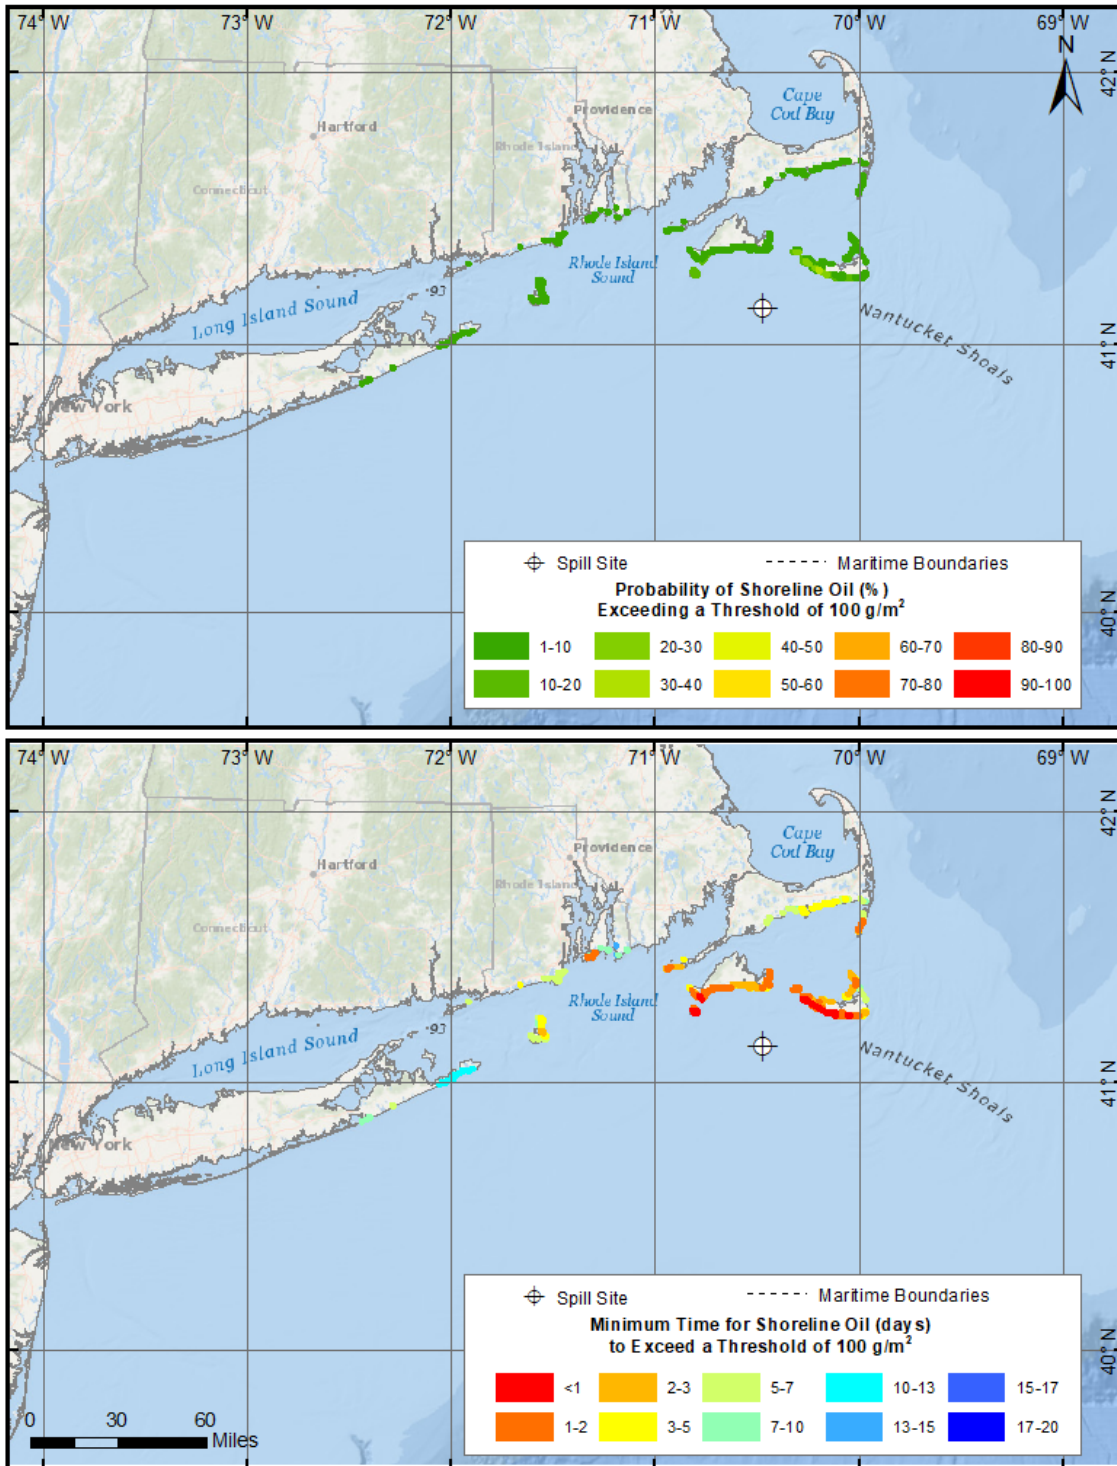 74° W 73° W 72° W 71° W 70° W 69° W
N
42° N
Cape
Cod Bay
Providence
Hartford
Rhode Island
Connecticut
Rhode Island
Sound
Long Island Sound
Nantucket Shoals
41° N
New York
Spill Site
Maritime Boundaries
Probability of Shoreline Oil (%)
Exceeding a Threshold of 100 g/m²
1-10 20-30 40-50 60-70 80-90
10-20 30-40 50-60 70-80 90-100
40° N
74° W 73° W 72° W 71° W 70° W 69° W
74° W 73° W 72° W 71° W 70° W 69° W
42° N
Cape
Cod Bay
Providence
Hartford
Rhode Island
Connecticut
Rhode Island
Sound
Long Island Sound
Nantucket Shoals
41° N
New York
Spill Site
Maritime Boundaries
Minimum Time for Shoreline Oil (days)
to Exceed a Threshold of 100 g/m²
<1 2-3 5-7 10-13 15-17
1-2 3-5 7-10 13-15 17-20
40° N
0 30 60
Miles